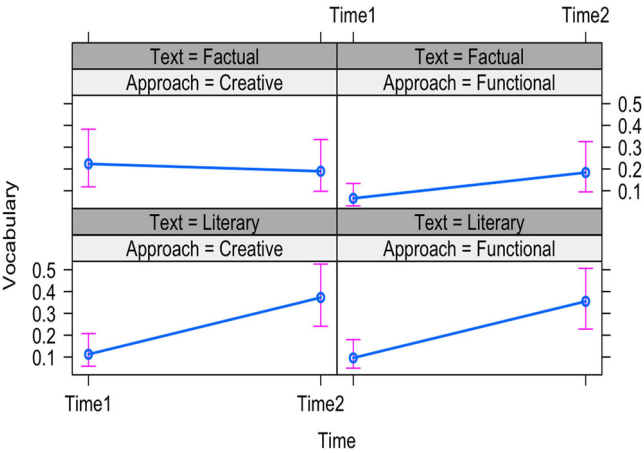 Time1 Time2
Text = Factual Text = Factual
Approach = Creative Approach = Functional
0.5
0.4
0.3
0.2
0.1
Vocabulary
Text = Literary Text = Literary
Approach = Creative Approach = Functional
0.5
0.4
0.3
0.2
0.1
Time1 Time2
Time